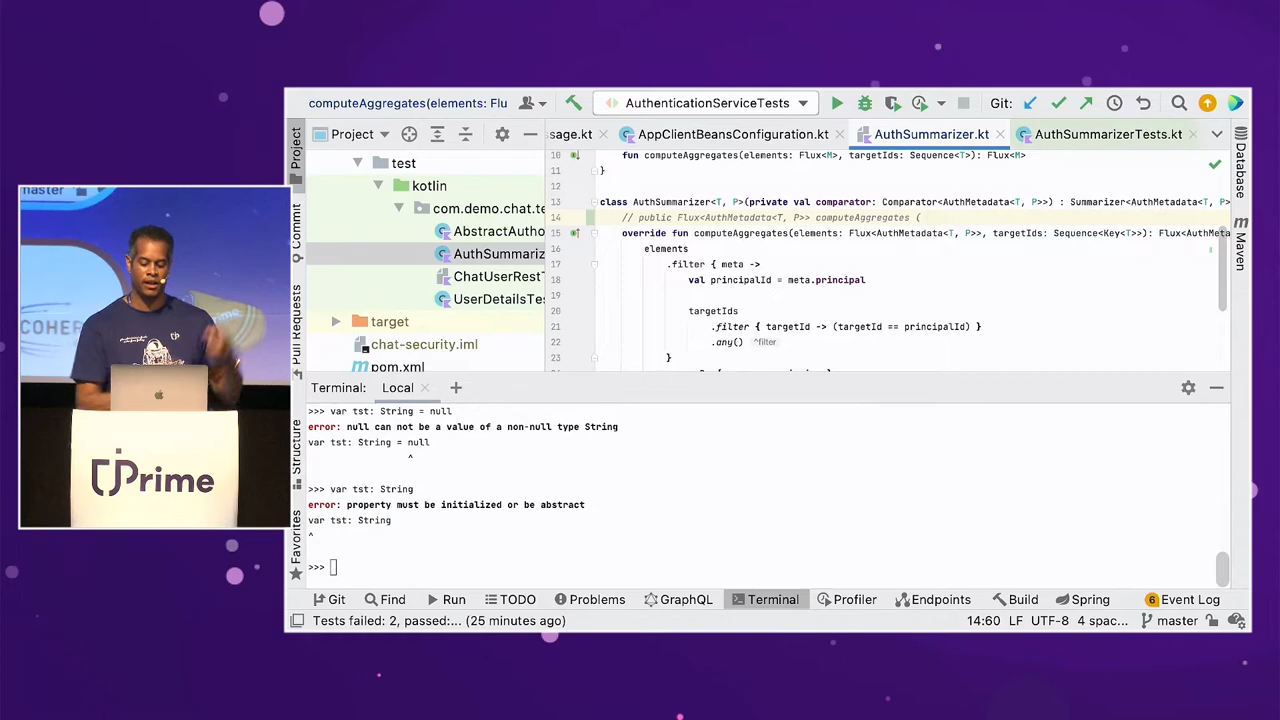 master
COHER
jPrime
computeAggregates(elements: Flu
AuthenticationServiceTests
Git:
Project
sage.kt
AppClientBeansConfiguration.kt
AuthSummarizer.kt
AuthSummarizerTests.kt
Project
Commit
Pull Requests
Structure
Favorites
test
kotlin
com.demo.chat.te
AbstractAutho
AuthSummariz
ChatUserRestT
UserDetailsTe
target
chat-security.iml
pom.xml
10 fun computeAggregates(elements: Flux<M>, targetIds: Sequence<T>): Flux<M>
11 }
12
13 class AuthSummarizer<T, P>(private val comparator: Comparator<AuthMetadata<T, P>>) : Summarizer<AuthMetadata<T, P>
14 // public Flux<AuthMetadata<T, P>> computeAggregates (
15 override fun computeAggregates(elements: Flux<AuthMetadata<T, P>>, targetIds: Sequence<Key<T>>): Flux<AuthMeta
16 elements
17 .filter { meta ->
18 val principalId = meta.principal
19
20 targetIds
21 .filter { targetId -> (targetId == principalId) }
22 .any() ^filter
23 }
Database
Maven
Terminal: Local
>>> var tst: String = null
error: null can not be a value of a non-null type String
var tst: String = null
^
>>> var tst: String
error: property must be initialized or be abstract
var tst: String
^
>>>
Git Find Run TODO Problems GraphQL Terminal Profiler Endpoints Build Spring 6 Event Log
Tests failed: 2, passed:... (25 minutes ago)
14:60 LF UTF-8 4 spac... master